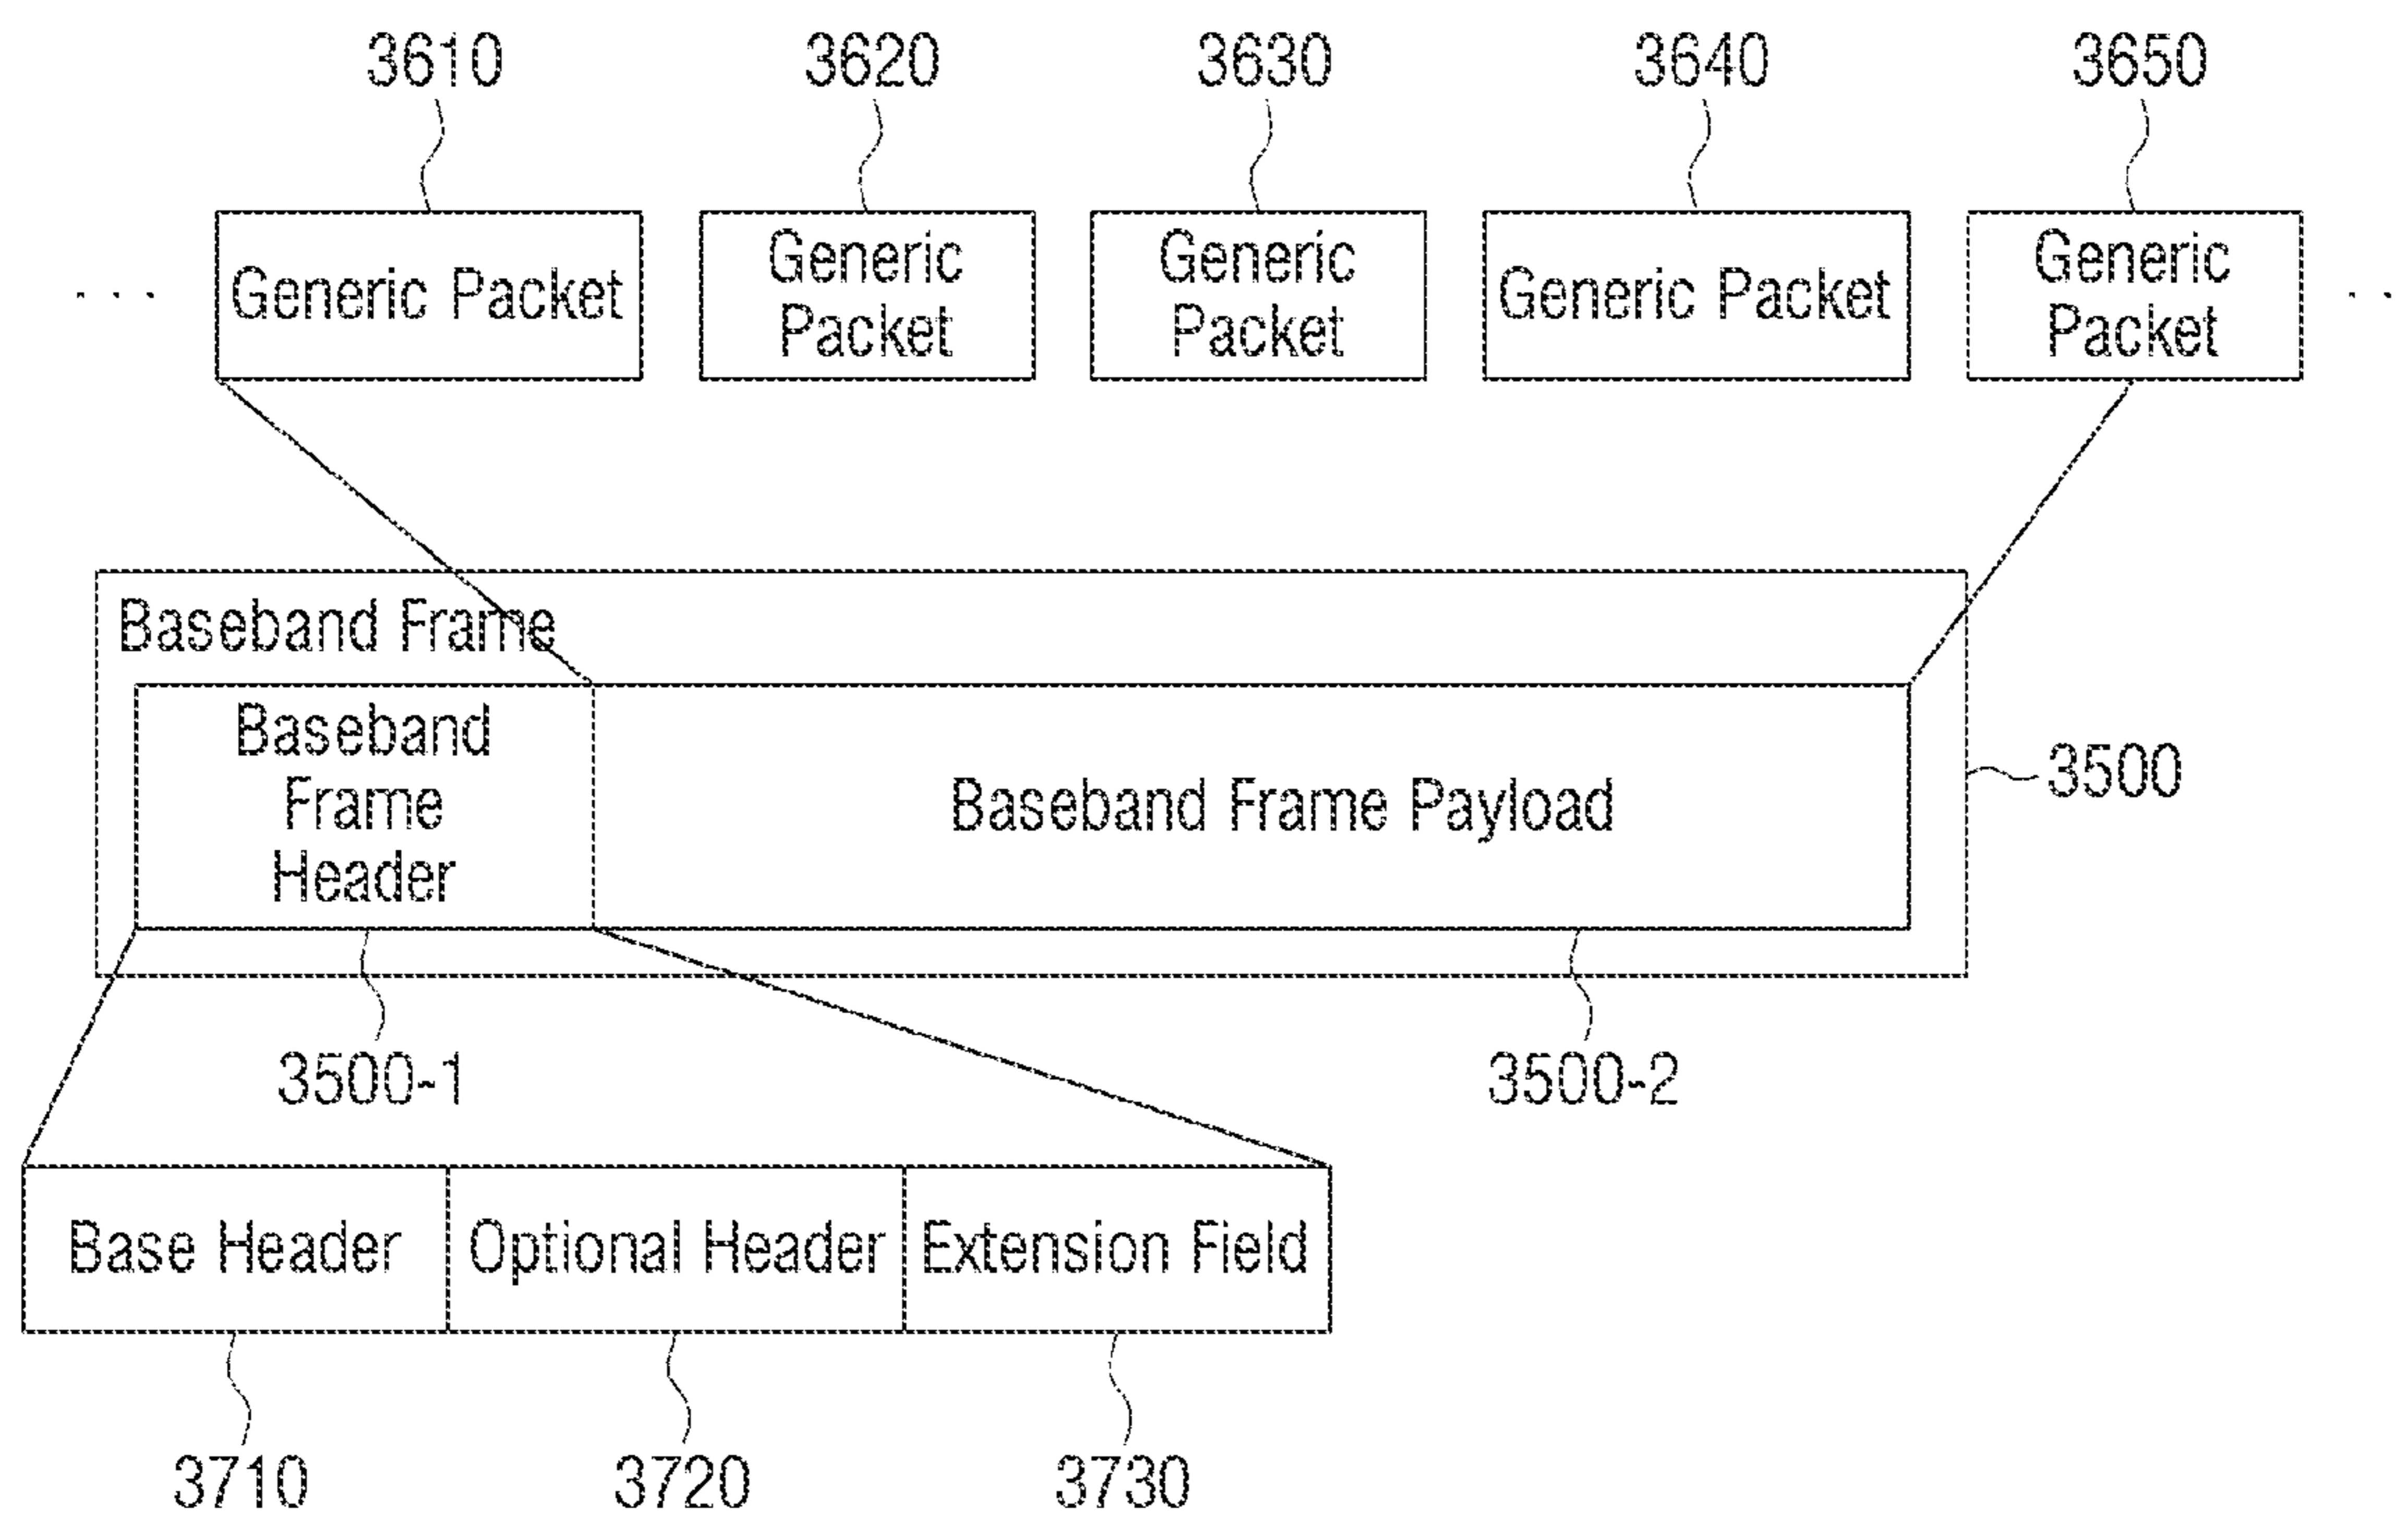 3610 3620 3630 3640 3650
. . . Generic Packet Generic Packet Generic Packet Generic Packet Generic Packet . .
Baseband Frame
Baseband
Frame
Header
Baseband Frame Payload
3500
3500-1 3500-2
Base Header Optional Header Extension Field
3710 3720 3730